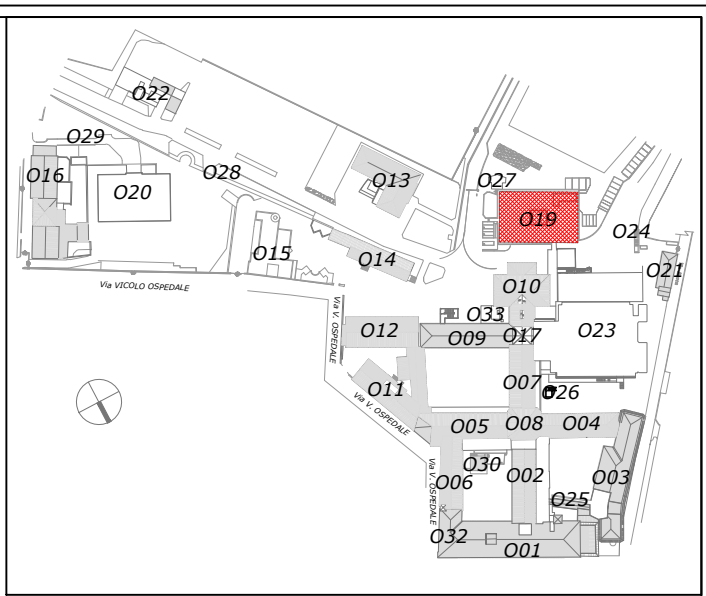 O22
O29
O16
O28
O20
O13
O27
O19
O24
O15
O14
O21
Via VICOLO OSPEDALE
O10
O33
O23
Via V. OSPEDALE
O12
O09
O17
O11
O07
O26
Via V. OSPEDALE
O05
O08
O04
Via V. OSPEDALE
O30
O02
O03
O06
O25
O32
O01